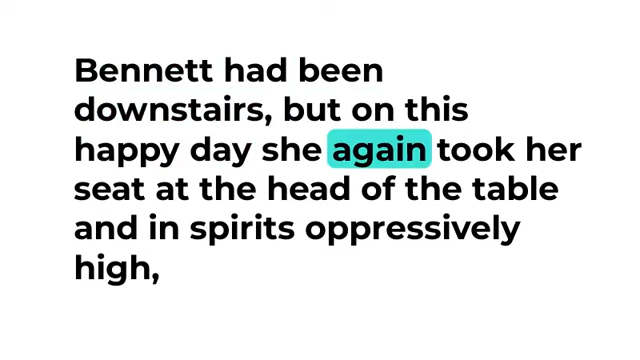 Bennett had been
downstairs, but on this
happy day she again took her
seat at the head of the table
and in spirits oppressively
high,